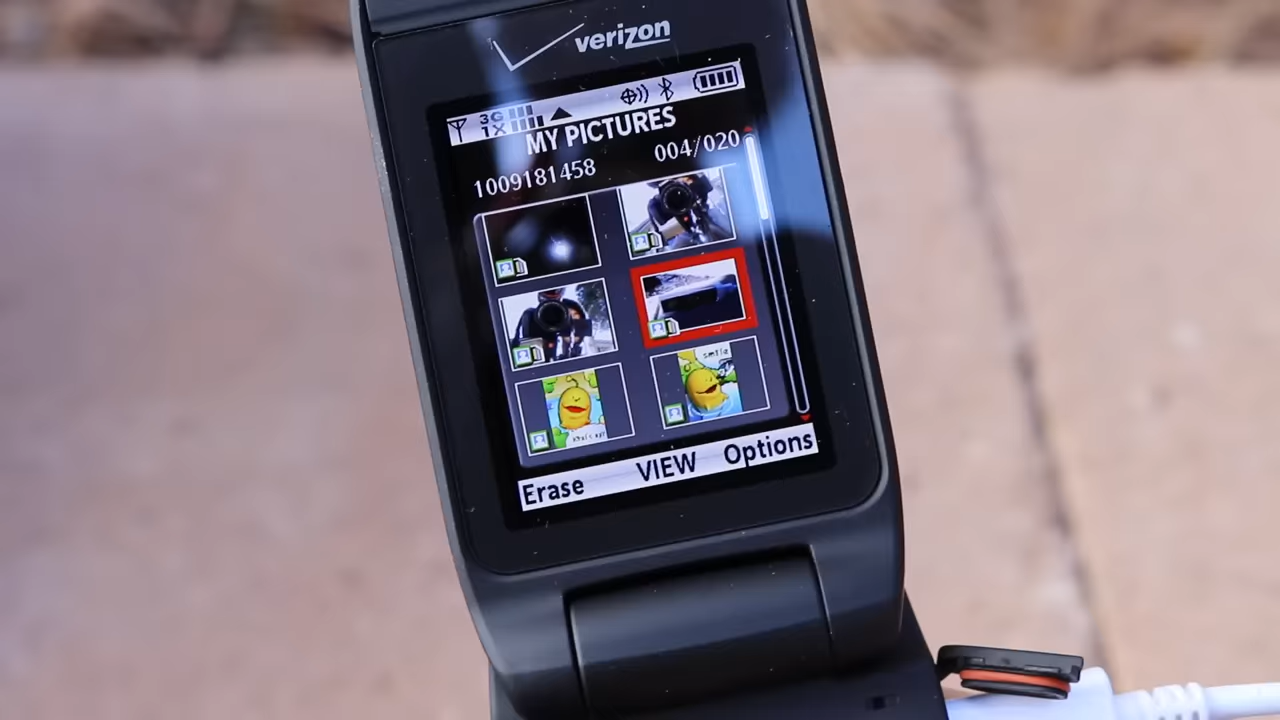 verizon
3G
1X
MY PICTURES
1009181458 004/020
smile
Erase VIEW Options